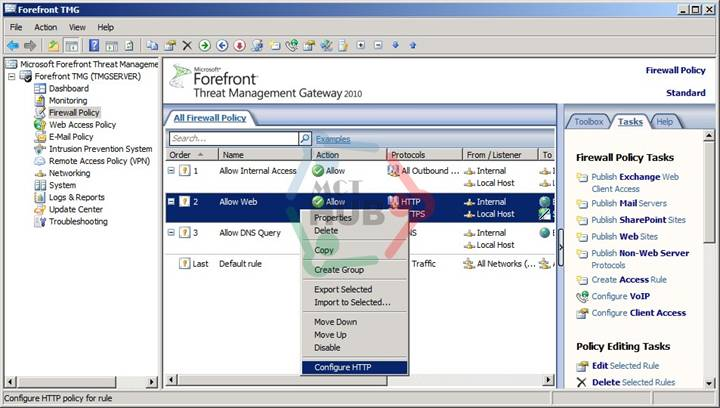 Forefront TMG
File Action View Help
Microsoft Forefront Threat Manageme
Forefront TMG (TMGSERVER)
Dashboard
Monitoring
Firewall Policy
Web Access Policy
E-Mail Policy
Intrusion Prevention System
Remote Access Policy (VPN)
Networking
System
Logs & Reports
Update Center
Troubleshooting
Microsoft
Forefront
Threat Management Gateway 2010
Firewall Policy
Standard
All Firewall Policy
Search...
Examples
Order Name Action Protocols From / Listener To
1 Allow Internal Access Allow All Outbound ... Internal
Local Host
2 Allow Web Allow HTTP Internal
TPS Local Host
3 Allow DNS Query NS Internal
Local Host
Last Default rule Traffic All Networks (...
MCT
HUB
Properties
Delete
Copy
Create Group
Export Selected
Import to Selected...
Move Down
Move Up
Disable
Configure HTTP
Toolbox Tasks Help
Firewall Policy Tasks
Publish Exchange Web
Client Access
Publish Mail Servers
Publish SharePoint Sites
Publish Web Sites
Publish Non-Web Server
Protocols
Create Access Rule
Configure VoIP
Configure Client Access
Policy Editing Tasks
Edit Selected Rule
Delete Selected Rules
Configure HTTP policy for rule